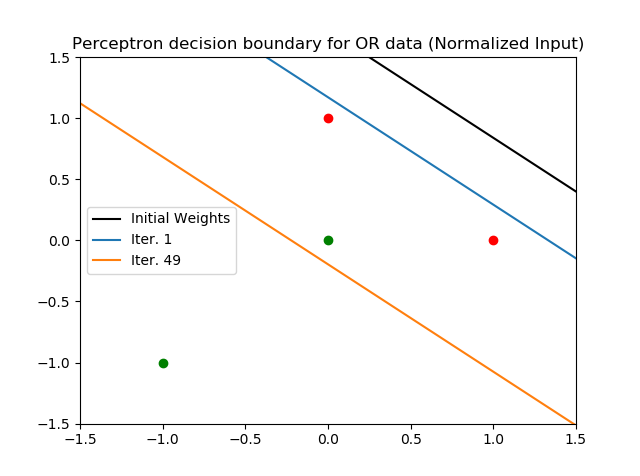 Perceptron decision boundary for OR data (Normalized Input)
1.5
1.0
0.5
0.0
−0.5
−1.0
−1.5
Initial Weights
Iter. 1
Iter. 49
−1.5 −1.0 −0.5 0.0 0.5 1.0 1.5